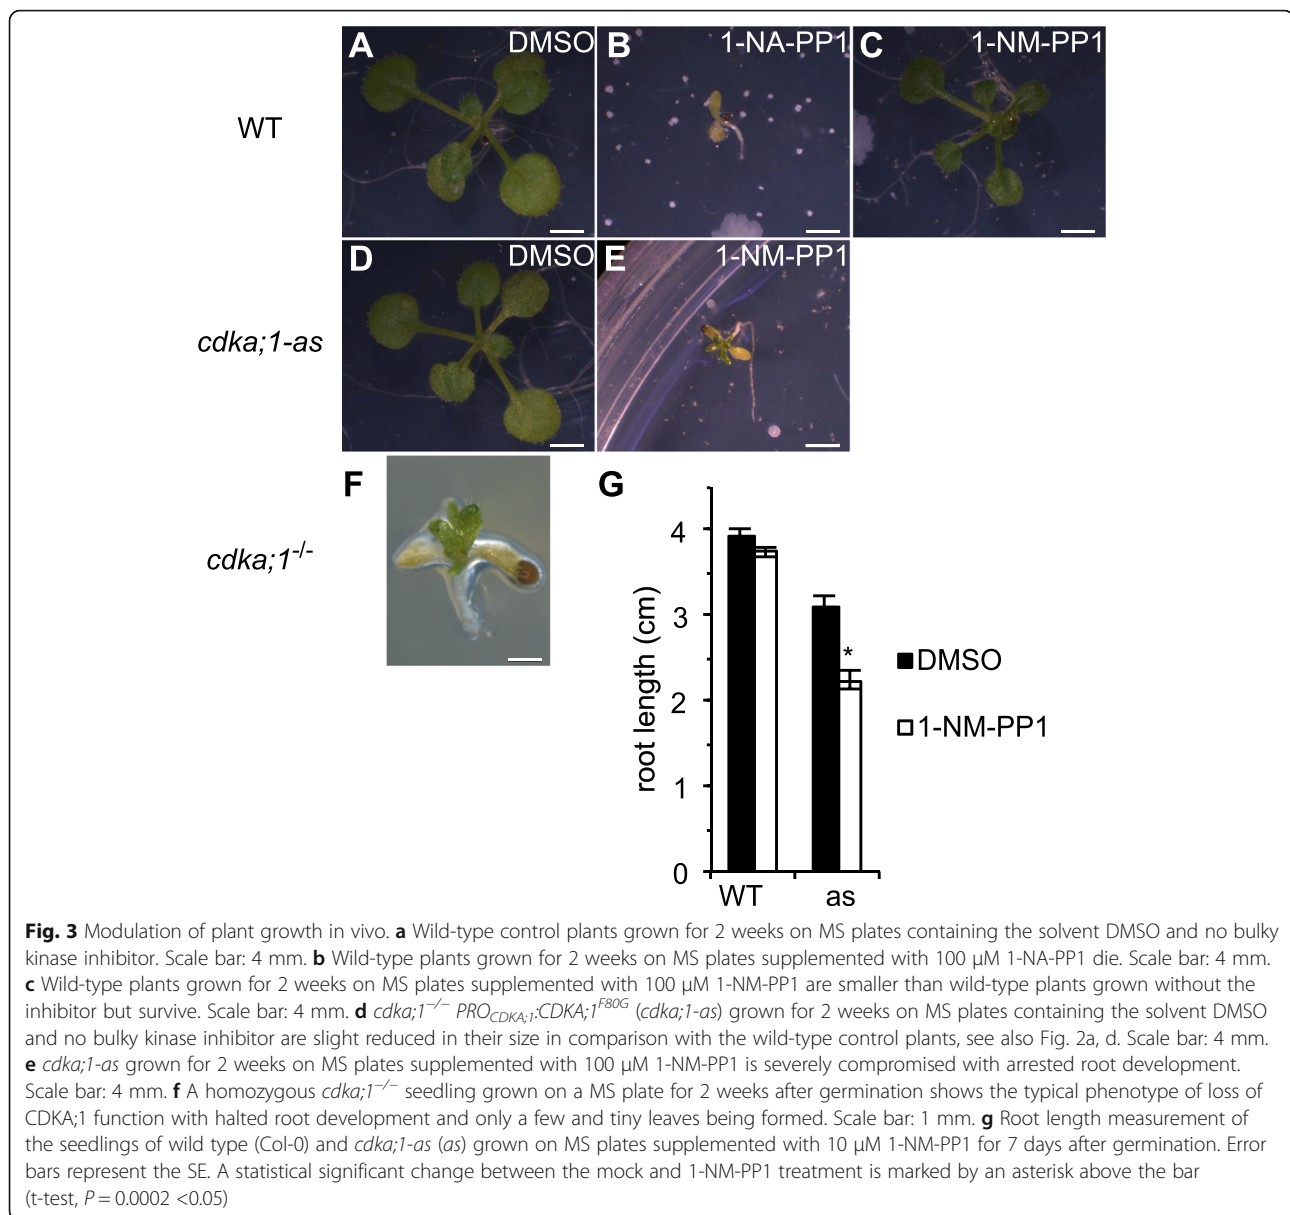 A DMSO B 1-NA-PP1 C 1-NM-PP1
WT
D DMSO E 1-NM-PP1
cdka;1-as
F G
cdka;1-/-
4
3
2
1
0
root length (cm)
*
DMSO
1-NM-PP1
WT as
Fig. 3 Modulation of plant growth in vivo. a Wild-type control plants grown for 2 weeks on MS plates containing the solvent DMSO and no bulky
kinase inhibitor. Scale bar: 4 mm. b Wild-type plants grown for 2 weeks on MS plates supplemented with 100 μM 1-NA-PP1 die. Scale bar: 4 mm.
c Wild-type plants grown for 2 weeks on MS plates supplemented with 100 μM 1-NM-PP1 are smaller than wild-type plants grown without the
inhibitor but survive. Scale bar: 4 mm. d cdka;1−/− PROCDKA;1:CDKA;1F80G (cdka;1-as) grown for 2 weeks on MS plates containing the solvent DMSO
and no bulky kinase inhibitor are slight reduced in their size in comparison with the wild-type control plants, see also Fig. 2a, d. Scale bar: 4 mm.
e cdka;1-as grown for 2 weeks on MS plates supplemented with 100 μM 1-NM-PP1 is severely compromised with arrested root development.
Scale bar: 4 mm. f A homozygous cdka;1−/− seedling grown on a MS plate for 2 weeks after germination shows the typical phenotype of loss of
CDKA;1 function with halted root development and only a few and tiny leaves being formed. Scale bar: 1 mm. g Root length measurement of
the seedlings of wild type (Col-0) and cdka;1-as (as) grown on MS plates supplemented with 10 μM 1-NM-PP1 for 7 days after germination. Error
bars represent the SE. A statistical significant change between the mock and 1-NM-PP1 treatment is marked by an asterisk above the bar
(t-test, P = 0.0002 <0.05)